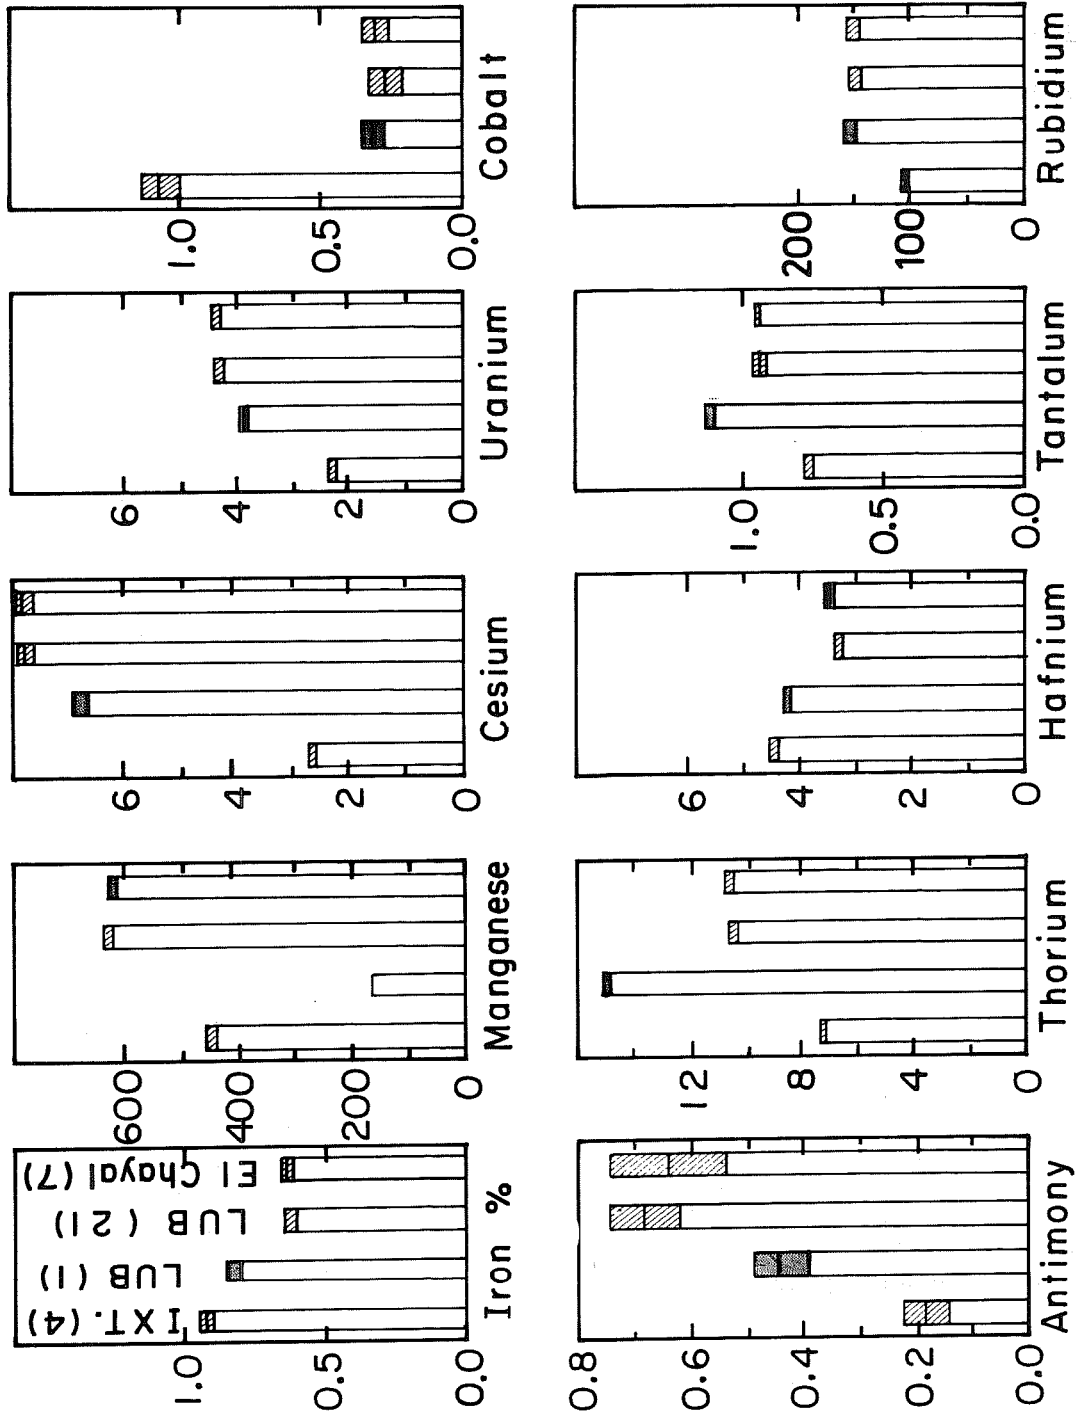 IXT. (4)
LUB (1)
LUB (21)
El Chayal (7)
1.0
0.5
0.0
Iron %
600
400
200
0
Manganese
6
4
2
0
Cesium
6
4
2
0
Uranium
1.0
0.5
0.0
Cobalt
0.8
0.6
0.4
0.2
0.0
Antimony
12
8
4
0
Thorium
6
4
2
0
Hafnium
1.0
0.5
0.0
Tantalum
200
100
0
Rubidium